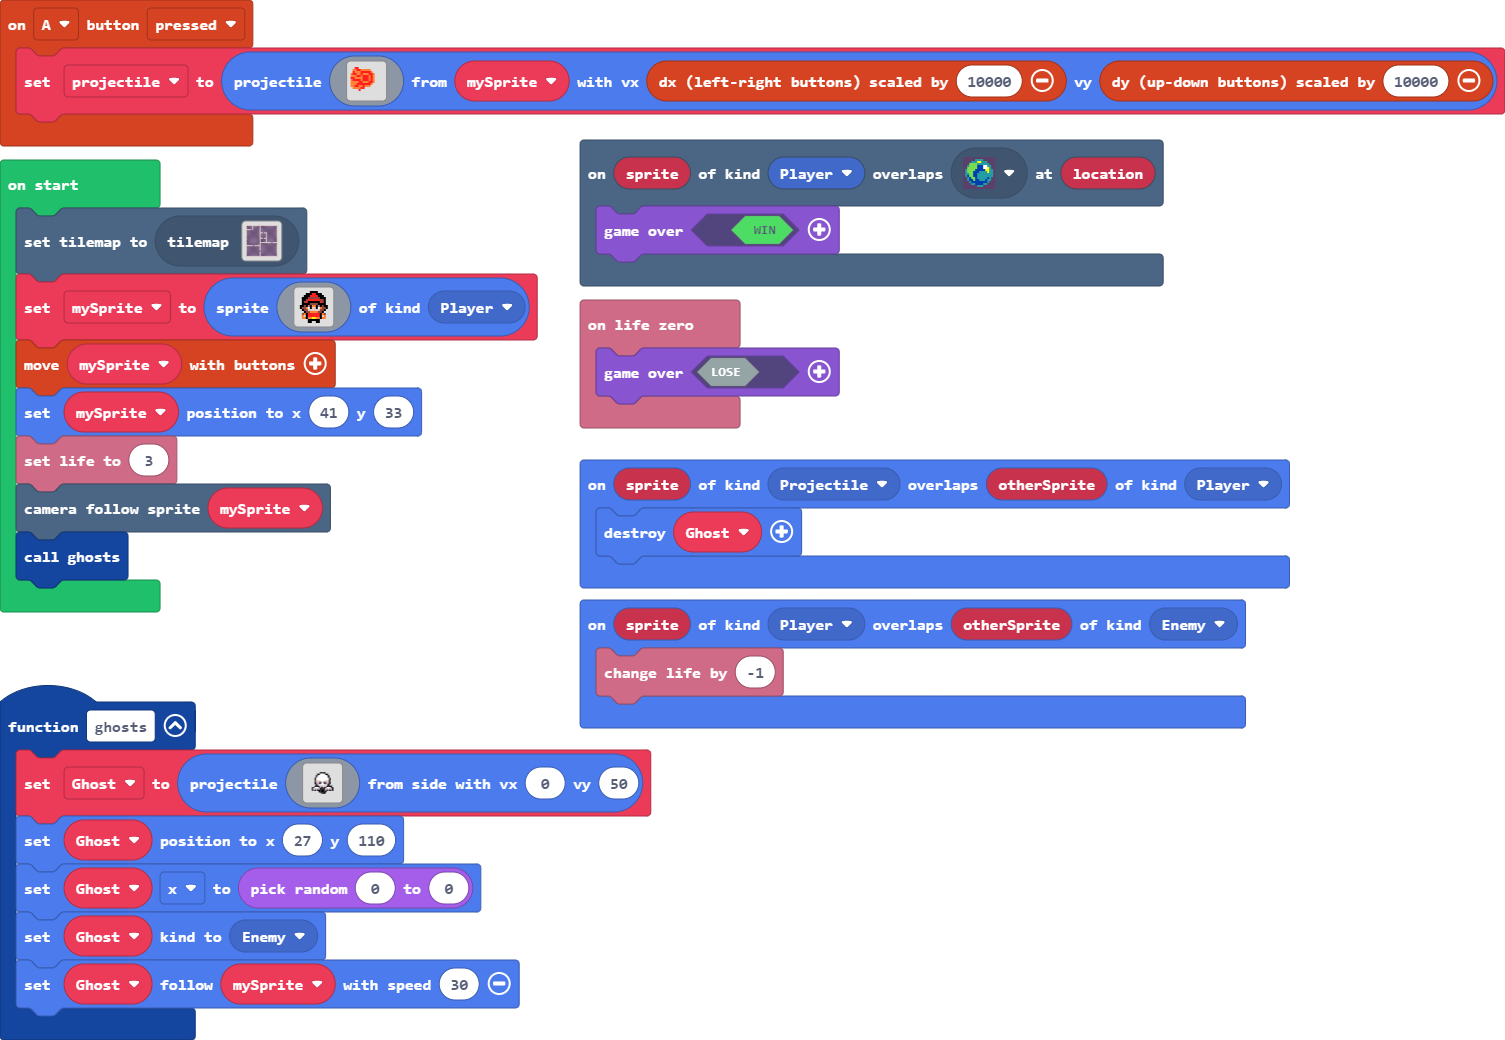 on A button pressed
set projectile to projectile from mySprite with vx dx (left-right buttons) scaled by 10000 vy dy (up-down buttons) scaled by 10000
on start
set tilemap to tilemap
set mySprite to sprite of kind Player
move mySprite with buttons
set mySprite position to x 41 y 33
set life to 3
camera follow sprite mySprite
call ghosts
on sprite of kind Player overlaps at location
game over WIN
on life zero
game over LOSE
on sprite of kind Projectile overlaps otherSprite of kind Player
destroy Ghost
on sprite of kind Player overlaps otherSprite of kind Enemy
change life by -1
function ghosts
set Ghost to projectile from side with vx 0 vy 50
set Ghost position to x 27 y 110
set Ghost x to pick random 0 to 0
set Ghost kind to Enemy
set Ghost follow mySprite with speed 30